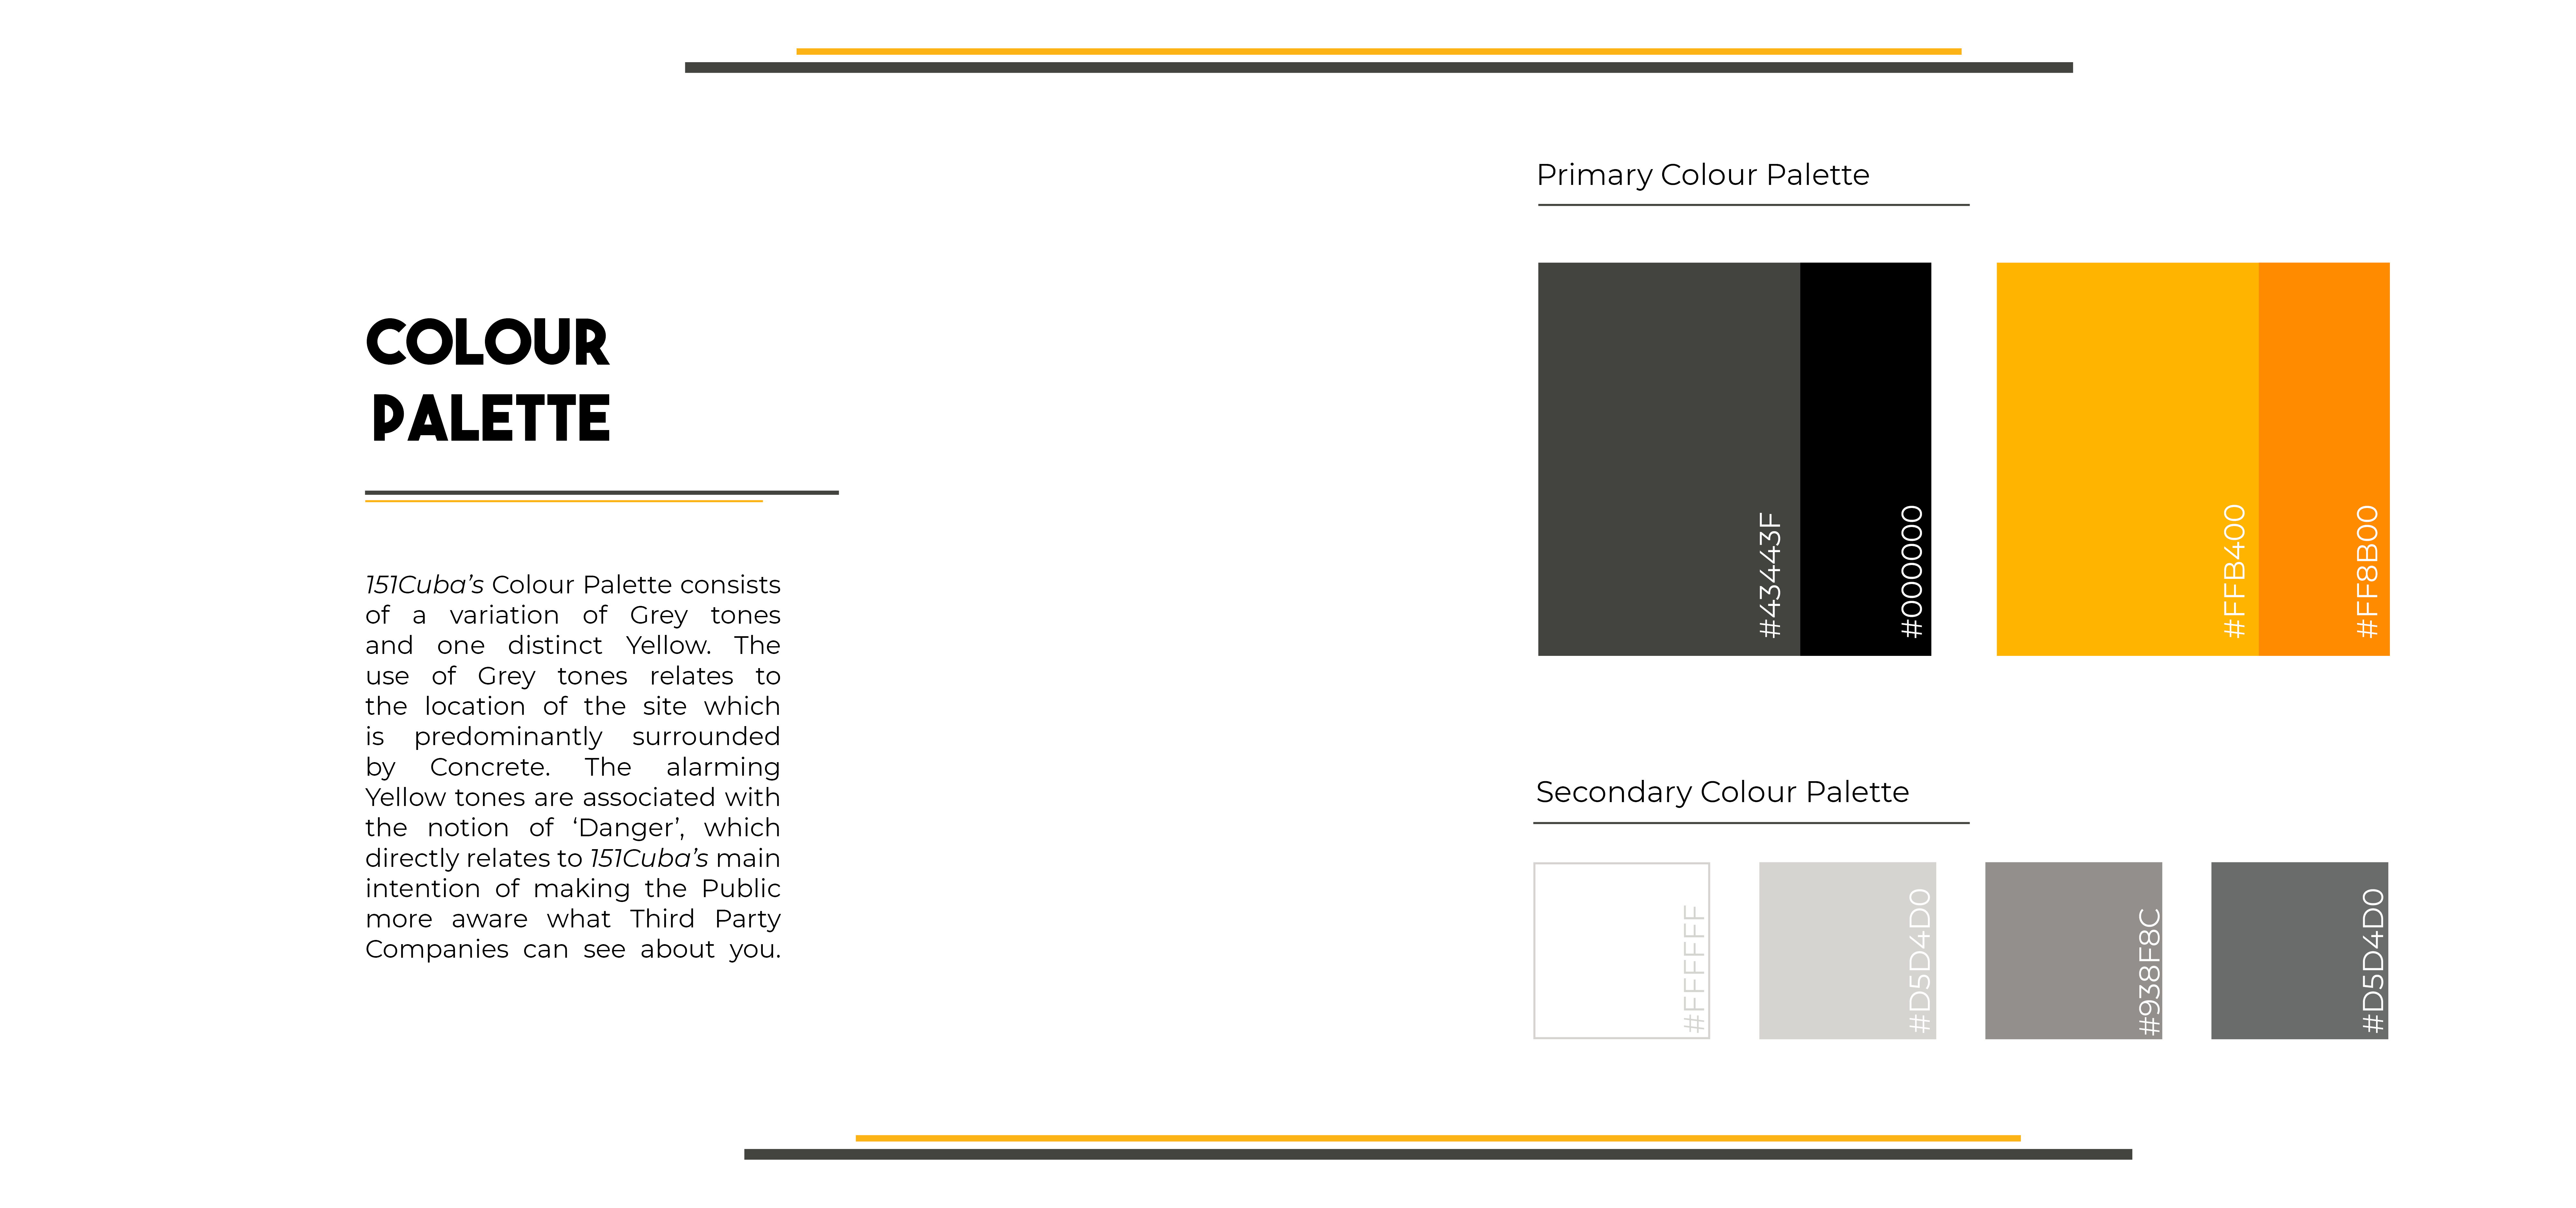 COLOUR
PALETTE
151Cuba’s Colour Palette consists
of a variation of Grey tones
and one distinct Yellow. The
use of Grey tones relates to
the location of the site which
is predominantly surrounded
by Concrete. The alarming
Yellow tones are associated with
the notion of ‘Danger’, which
directly relates to 151Cuba’s main
intention of making the Public
more aware what Third Party
Companies can see about you.
Primary Colour Palette
#43443F
#000000
#FFB400
#FF8B00
Secondary Colour Palette
#FFFFFF
#D5D4D0
#938F8C
#D5D4D0